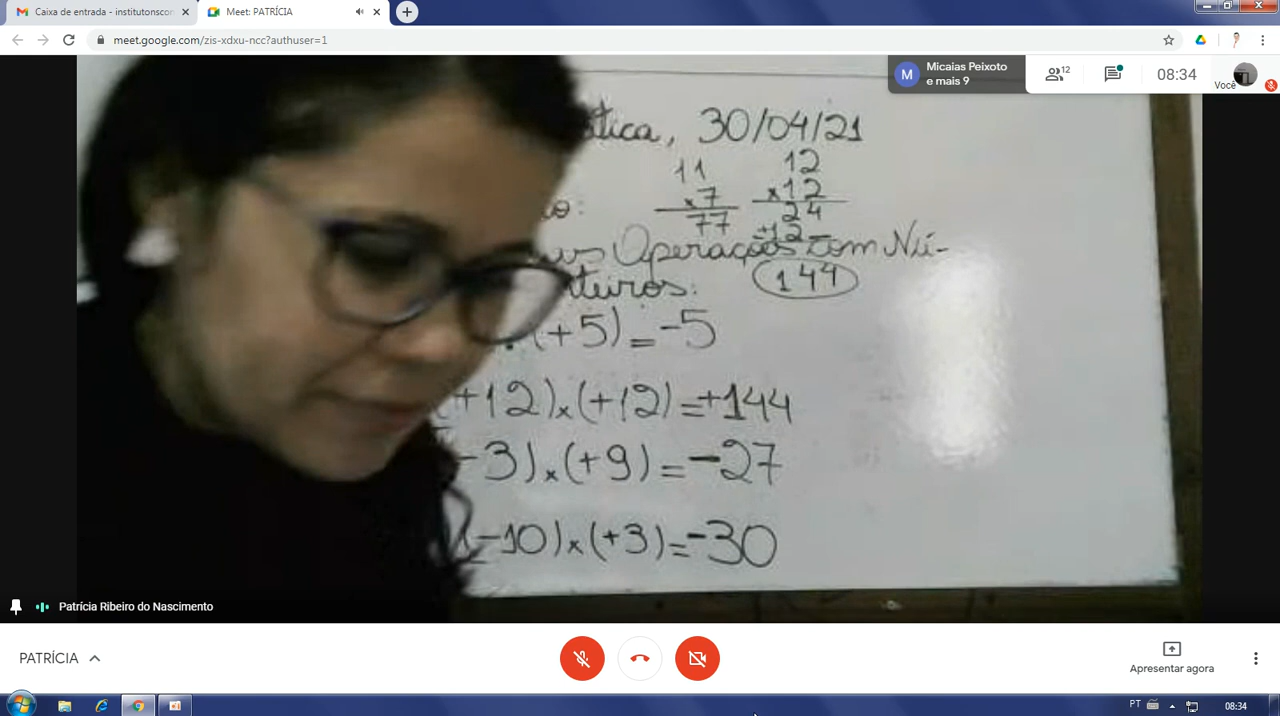 Caixa de entrada - institutonscor
Meet: PATRÍCIA
meet.google.com/zis-xdxu-ncc?authuser=1
Micaias Peixoto
e mais 9
12
08:34
Você
tica, 30/04/21
11
x7
77
12
x12
24
+12-
144
o:
Operações com Nú-
teiros:
(+5)=-5
+12)x(+12)=+144
-3)x(+9)=-27
(-10)x(+3)=-30
Patrícia Ribeiro do Nascimento
PATRÍCIA
Apresentar agora
PT
08:34